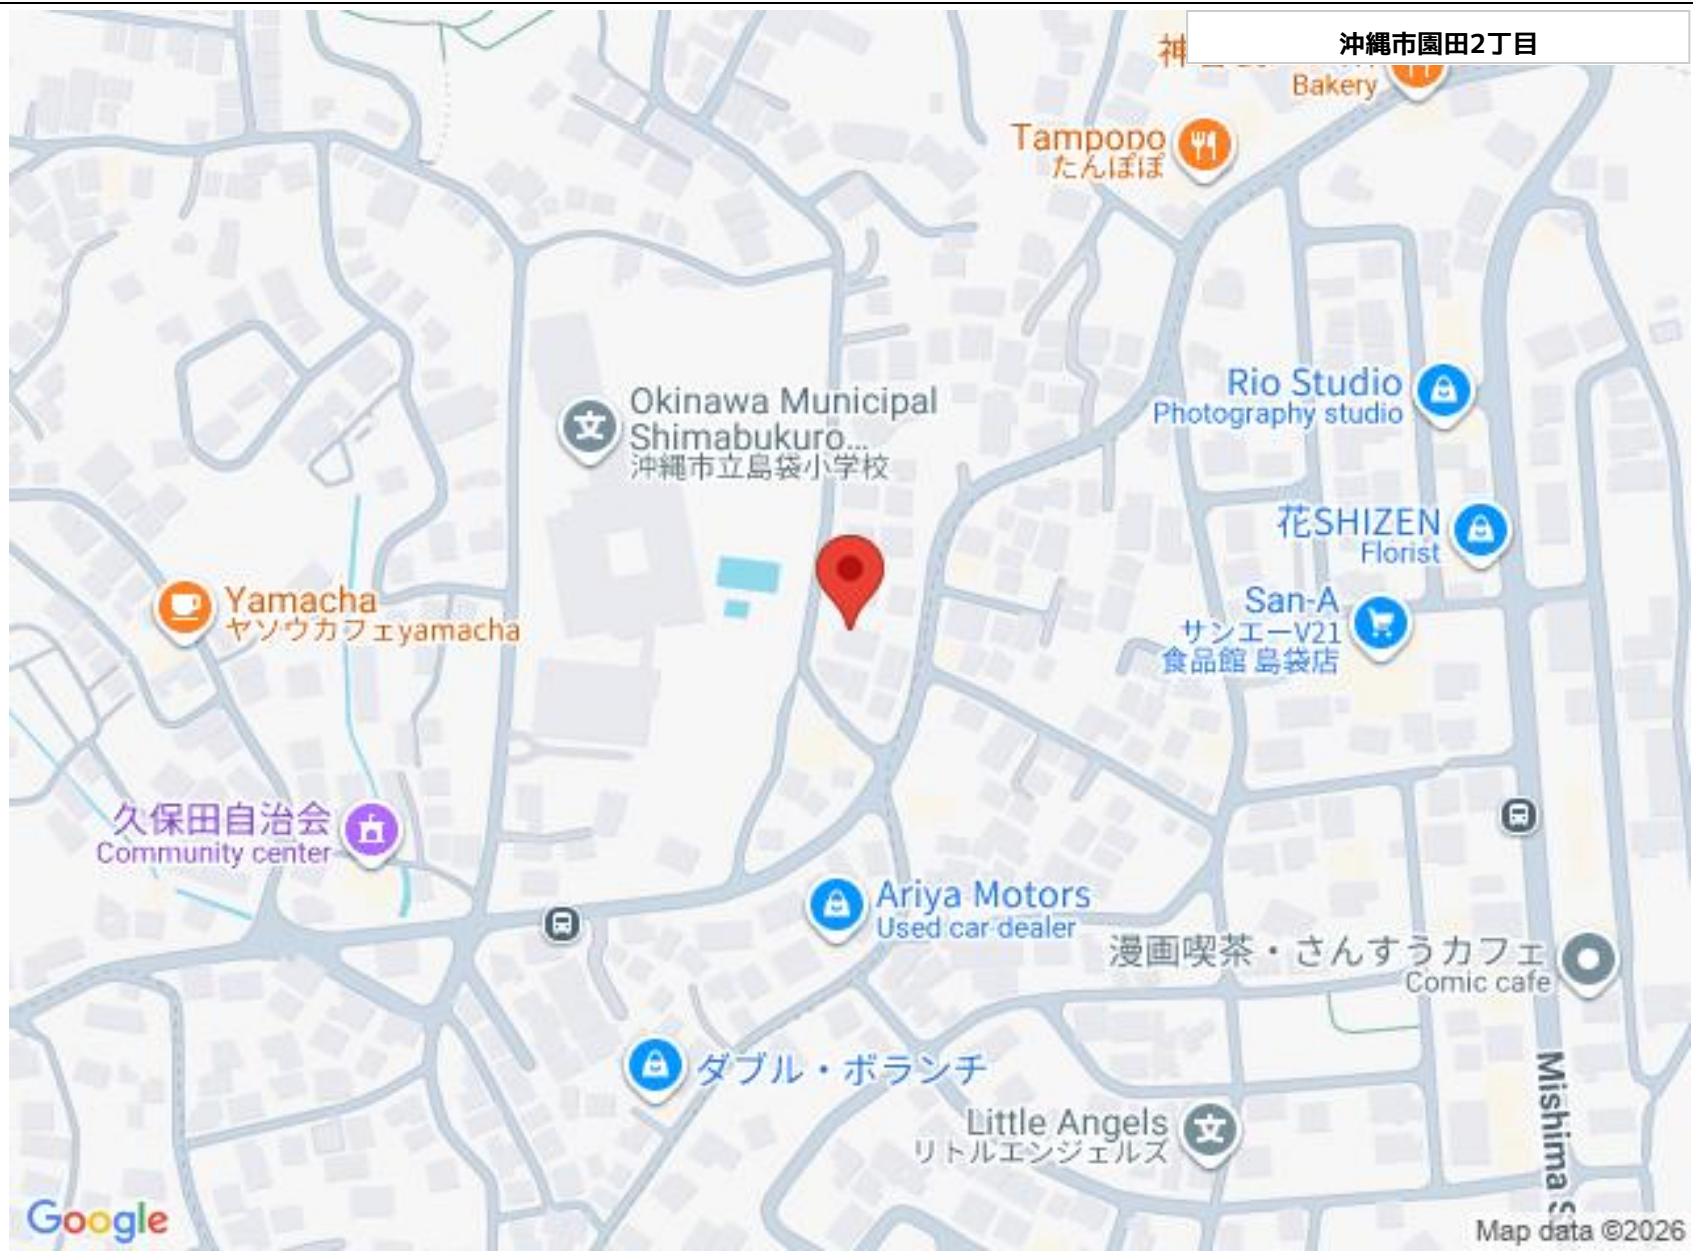 沖縄市園田2丁目
神
Bakery
Tampopo
たんぽぽ
Rio Studio
Photography studio
Okinawa Municipal
Shimabukuro...
沖縄市立島袋小学校
花SHIZEN
Florist
San-A
サンエーV21
食品館 島袋店
Yamacha
ヤソウカフェyamacha
久保田自治会
Community center
Ariya Motors
Used car dealer
漫画喫茶・さんすうカフェ
Comic cafe
ダブル・ボランチ
Little Angels
リトルエンジェルズ
Mishima S
Google
Map data ©2026